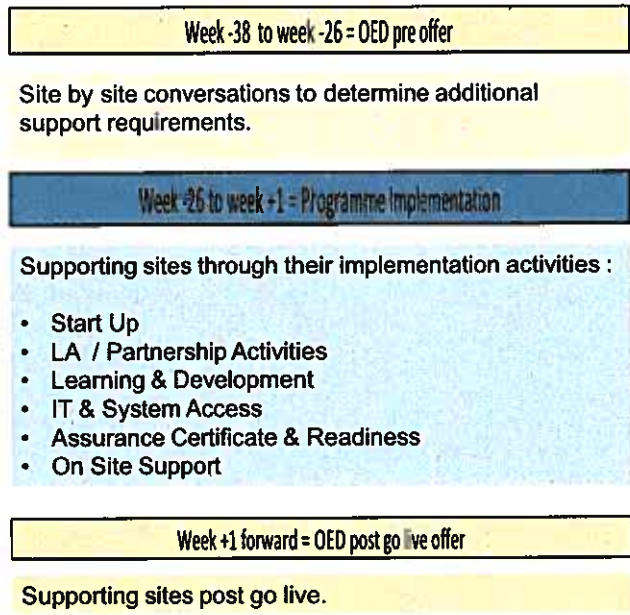 Week -38 to week -26 = OED pre offer
Site by site conversations to determine additional
support requirements.
Week -26 to week +1 = Programme Implementation
Supporting sites through their implementation activities :
• Start Up
• LA / Partnership Activities
• Learning & Development
• IT & System Access
• Assurance Certificate & Readiness
• On Site Support
Week +1 forward = OED post go live offer
Supporting sites post go live.